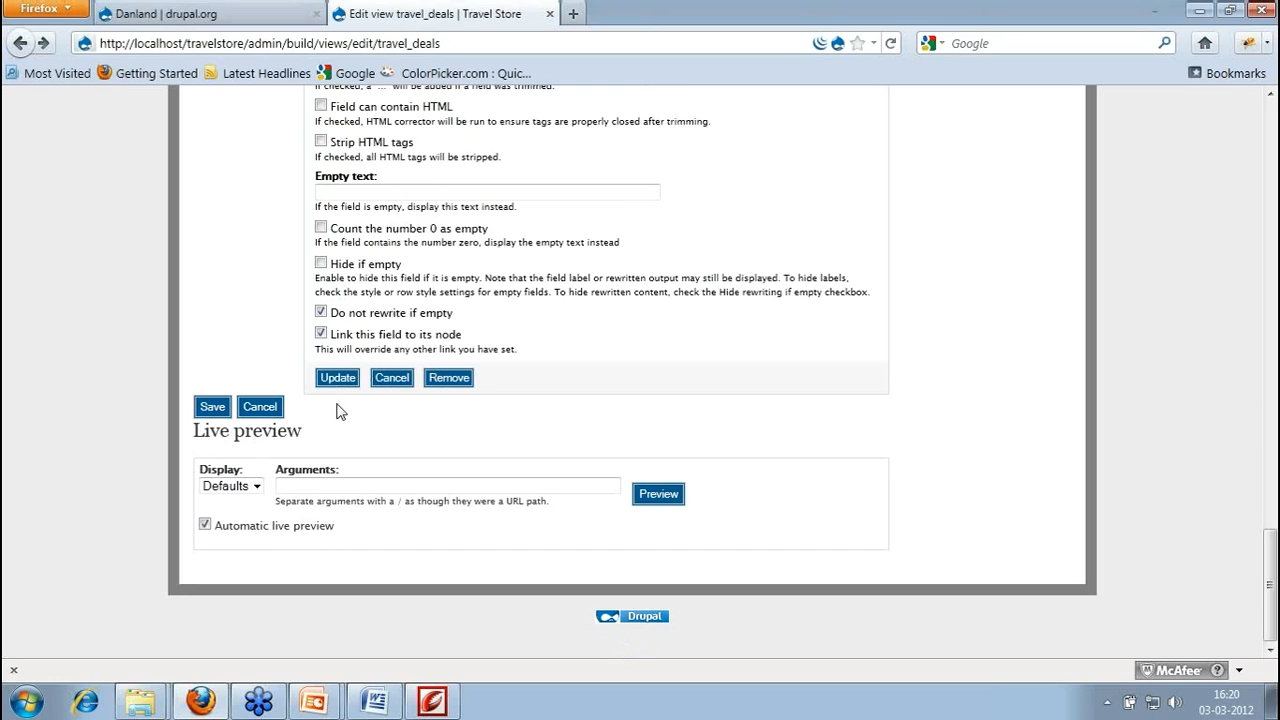 Firefox
Danland | drupal.org
Edit view travel_deals | Travel Store
http://localhost/travelstore/admin/build/views/edit/travel_deals
Google
Most Visited
Getting Started
Latest Headlines
Google
ColorPicker.com : Quic...
Bookmarks
If checked, a "..." will be added if a field was trimmed.
Field can contain HTML
If checked, HTML corrector will be run to ensure tags are properly closed after trimming.
Strip HTML tags
If checked, all HTML tags will be stripped.
Empty text:
If the field is empty, display this text instead.
Count the number 0 as empty
If the field contains the number zero, display the empty text instead
Hide if empty
Enable to hide this field if it is empty. Note that the field label or rewritten output may still be displayed. To hide labels,
check the style or row style settings for empty fields. To hide rewritten content, check the Hide rewriting if empty checkbox.
Do not rewrite if empty
Link this field to its node
This will override any other link you have set.
Update Cancel Remove
Save Cancel
Live preview
Display: Arguments:
Defaults
Preview
Separate arguments with a / as though they were a URL path.
Automatic live preview
Drupal
McAfee
16:20
03-03-2012